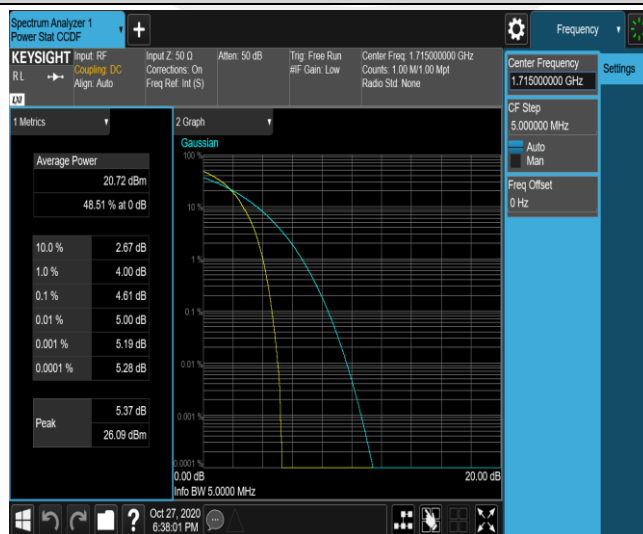 Spectrum Analyzer 1
Power Stat CCDF
+
Frequency
KEYSIGHT
RL
LXI
Input: RF
Coupling: DC
Align: Auto
Input Z: 50 Ω
Corrections: On
Freq Ref: Int (S)
Atten: 50 dB
Trig: Free Run
#IF Gain: Low
Center Freq: 1.715000000 GHz
Counts: 1.00 M/1.00 Mpt
Radio Std: None
Center Frequency
1.715000000 GHz
Settings
CF Step
5.000000 MHz
Auto
Man
Freq Offset
0 Hz
1 Metrics
Average Power
20.72 dBm
48.51 % at 0 dB
10.0 % 2.67 dB
1.0 % 4.00 dB
0.1 % 4.61 dB
0.01 % 5.00 dB
0.001 % 5.19 dB
0.0001 % 5.28 dB
Peak
5.37 dB
26.09 dBm
2 Graph
Gaussian
100 %
10 %
1 %
0.1 %
0.01 %
0.001 %
0.0001 %
0.00 dB 20.00 dB
Info BW 5.0000 MHz
?
Oct 27, 2020
6:38:01 PM